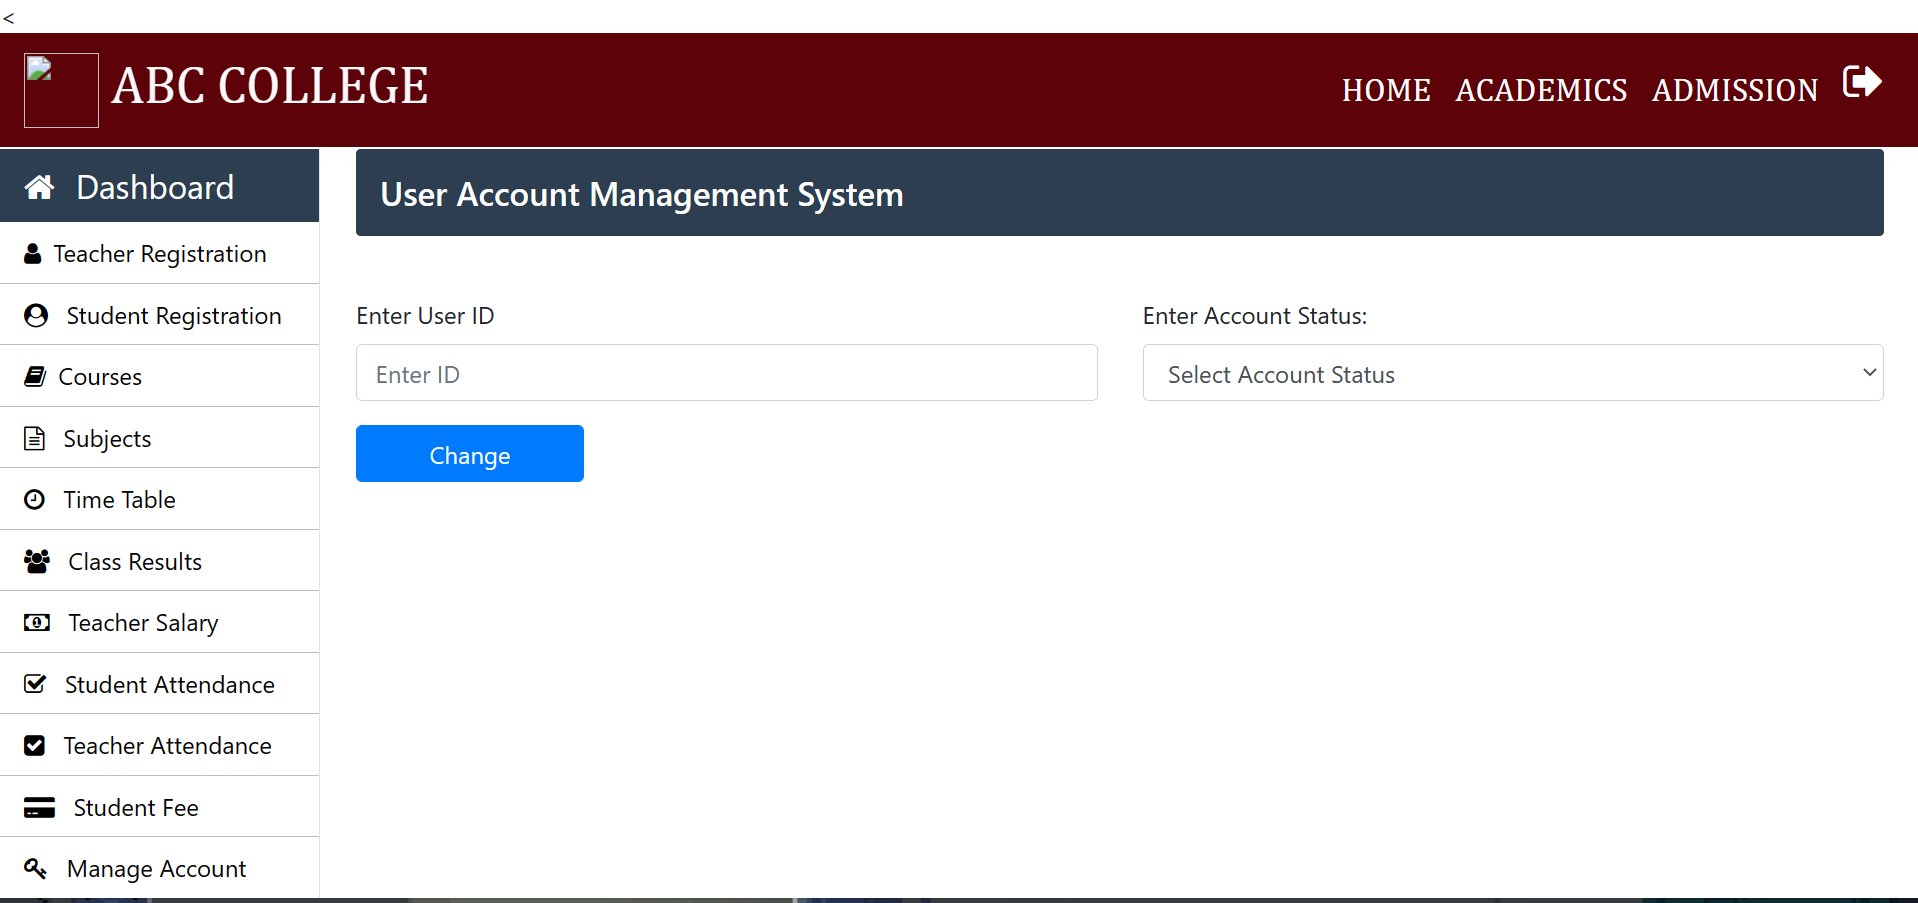 <
ABC COLLEGE
HOME ACADEMICS ADMISSION
Dashboard
Teacher Registration
Student Registration
Courses
Subjects
Time Table
Class Results
Teacher Salary
Student Attendance
Teacher Attendance
Student Fee
Manage Account
User Account Management System
Enter User ID
Enter ID
Enter Account Status:
Select Account Status
Change